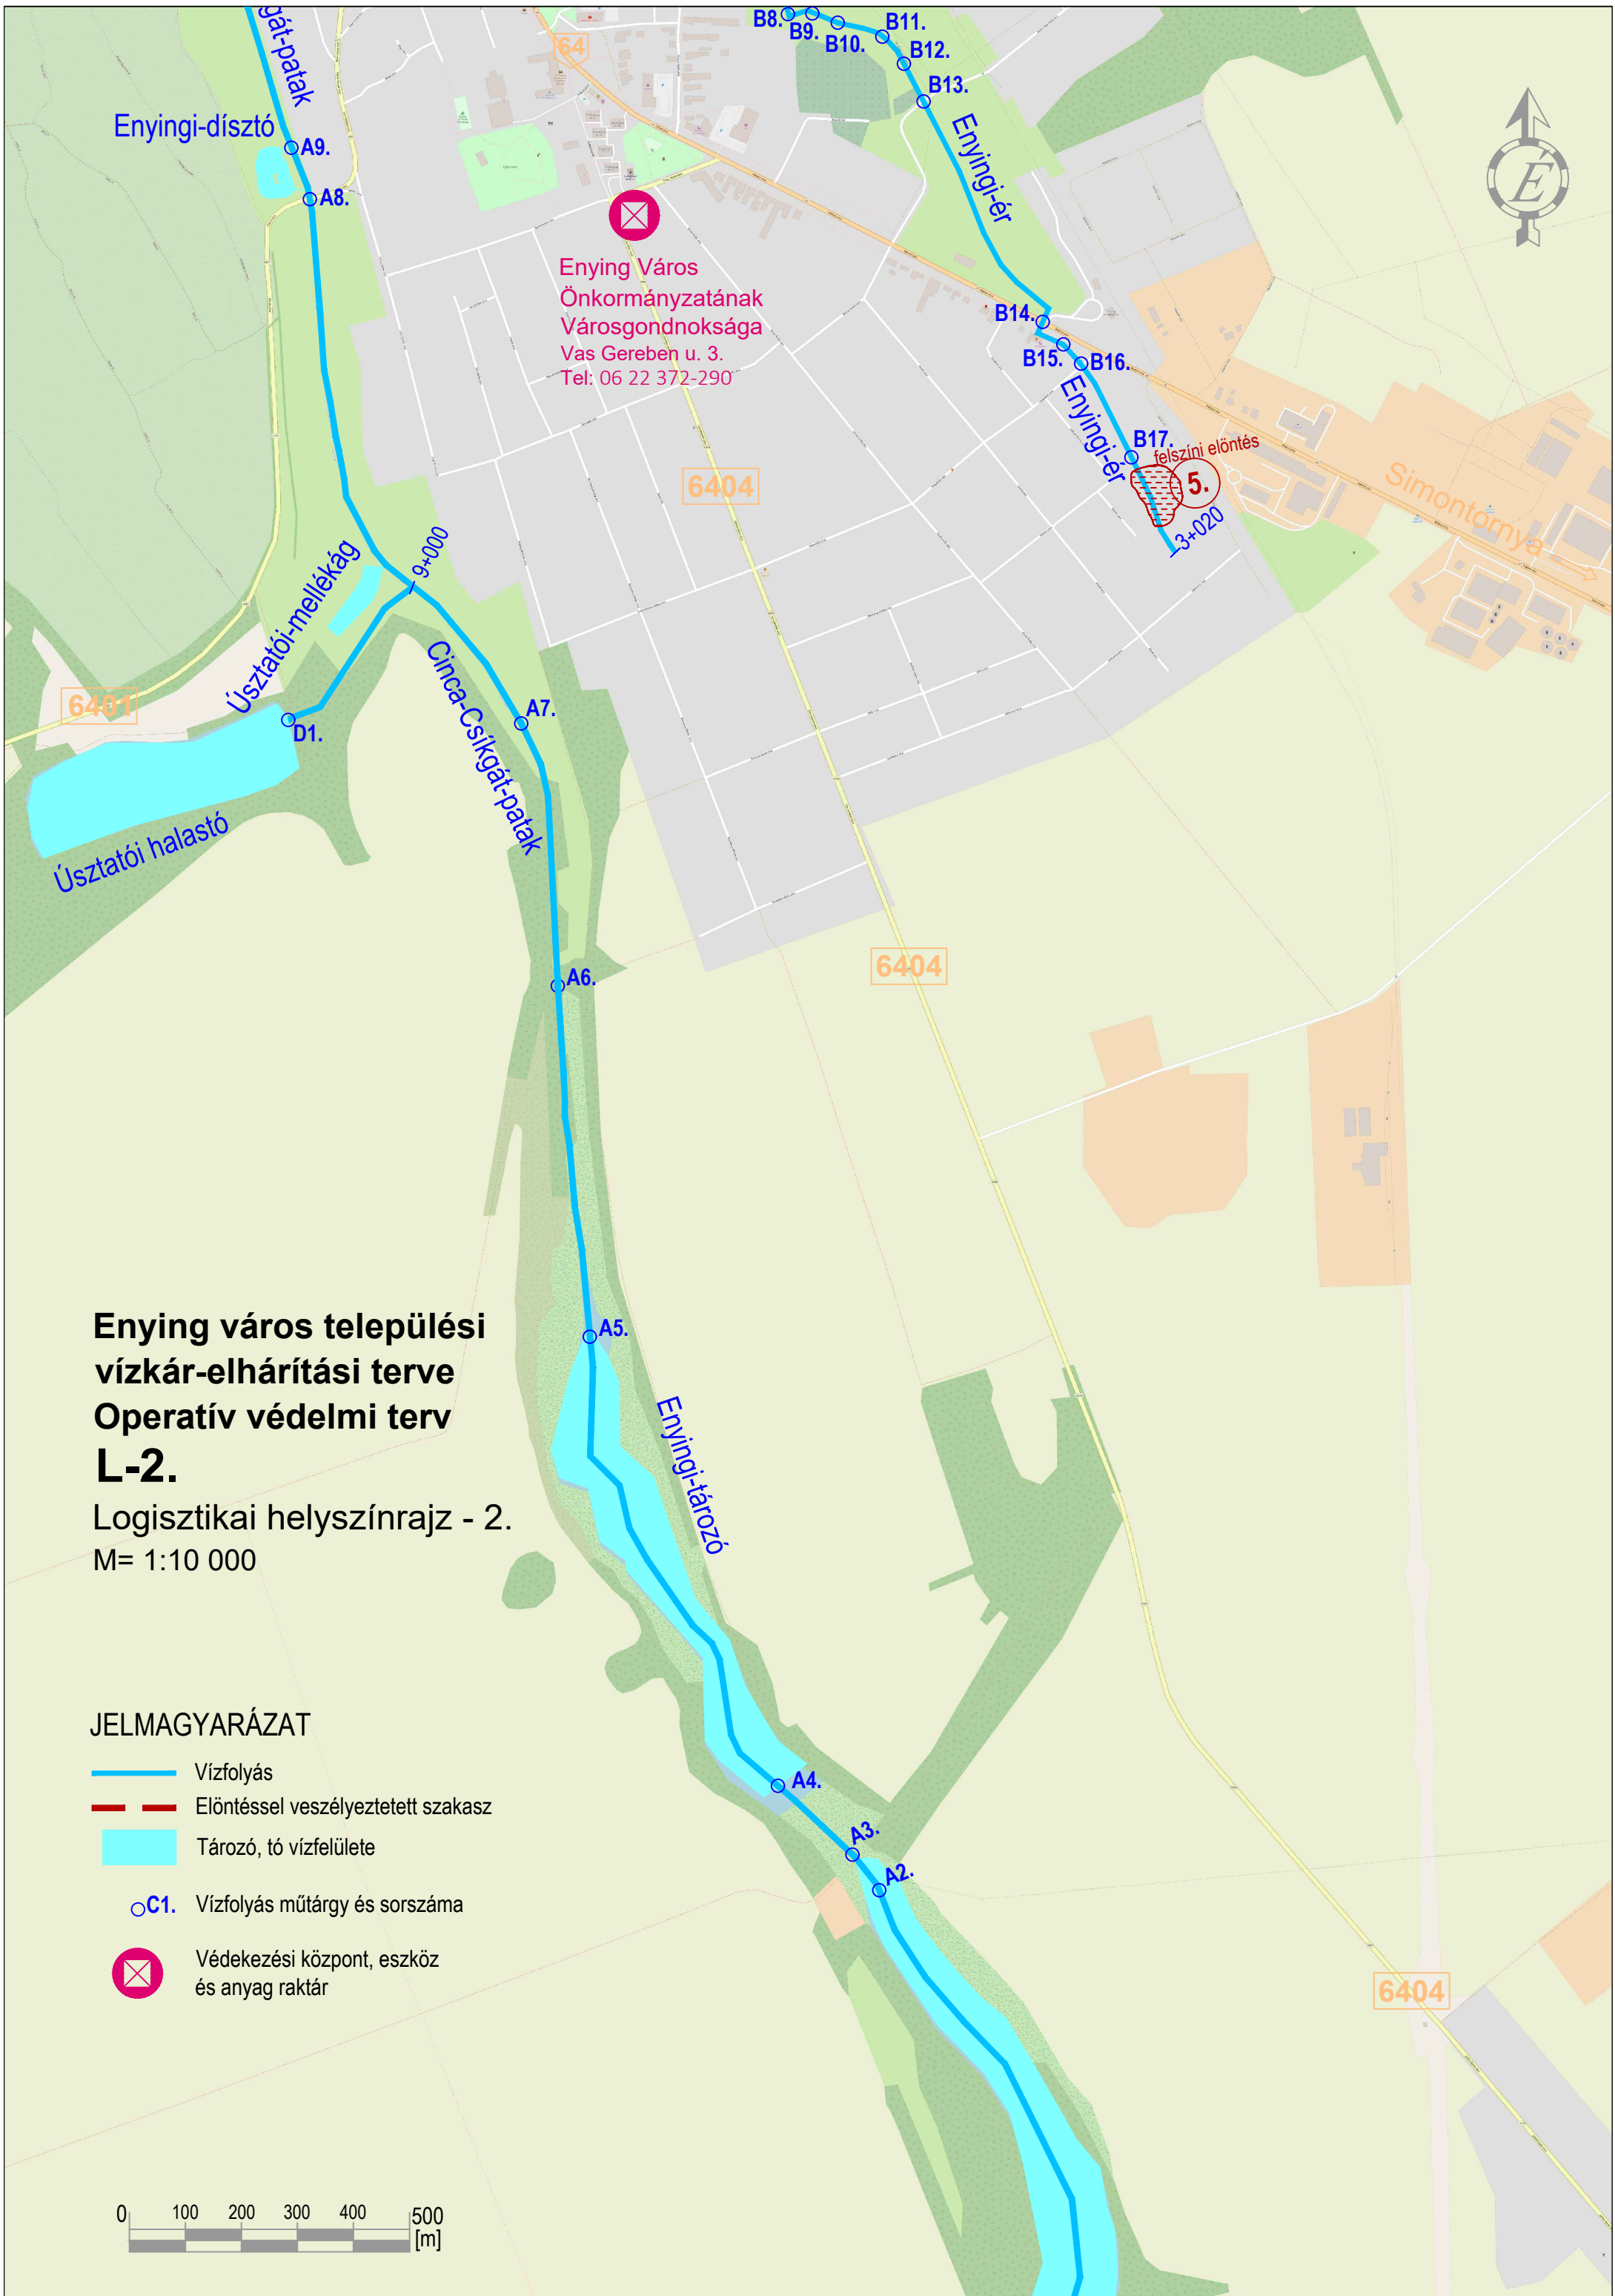 gát-patak
64
B8.
B9.
B10.
B11.
B12.
B13.
Enyingi-dísztó
A9.
A8.
Enyingi-ér
É
Enying Város
Önkormányzatának
Városgondnoksága
Vas Gereben u. 3.
Tel: 06 22 372-290
B14.
B15.
B16.
Enyingi-ér
B17.
felszíni elöntés
5.
3+020
6404
Simontornya
9+000
Úsztatói-mellékág
6401
D1.
Cinca-Csíkgát-patak
A7.
Úsztatói halastó
6404
A6.
Enying város települési
vízkár-elhárítási terve
Operatív védelmi terv
L-2.
Logisztikai helyszínrajz - 2.
M= 1:10 000
A5.
Enyingi-tározó
JELMAGYARÁZAT
Vízfolyás
Elöntéssel veszélyeztetett szakasz
Tározó, tó vízfelülete
C1. Vízfolyás műtárgy és sorszáma
Védekezési központ, eszköz
és anyag raktár
A4.
A3.
A2.
6404
0 100 200 300 400 500
[m]